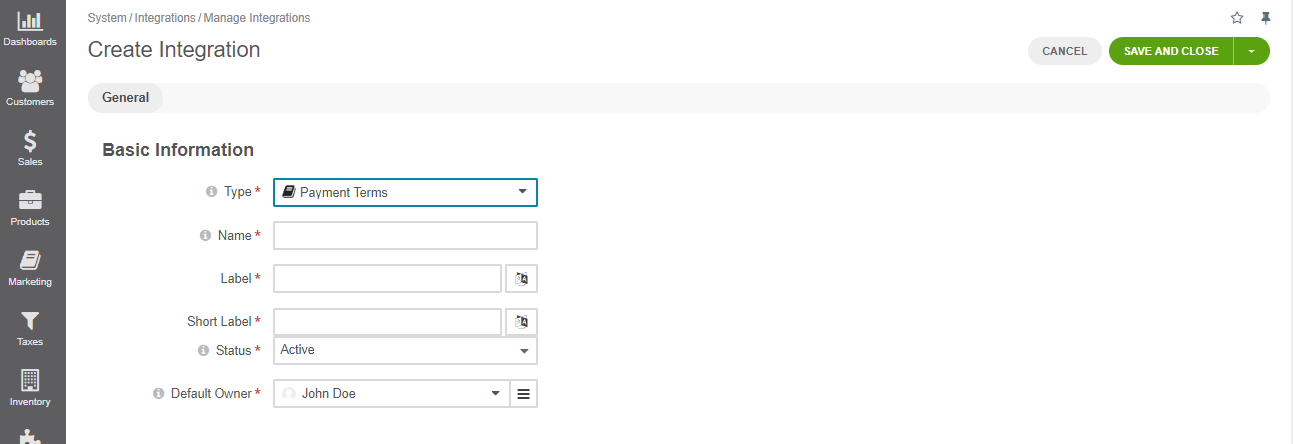 Dashboards
Customers
Sales
Products
Marketing
Taxes
Inventory
System / Integrations / Manage Integrations
Create Integration
CANCEL
SAVE AND CLOSE
General
Basic Information
Type *
Payment Terms
Name *
Label *
Short Label *
Status *
Active
Default Owner *
John Doe